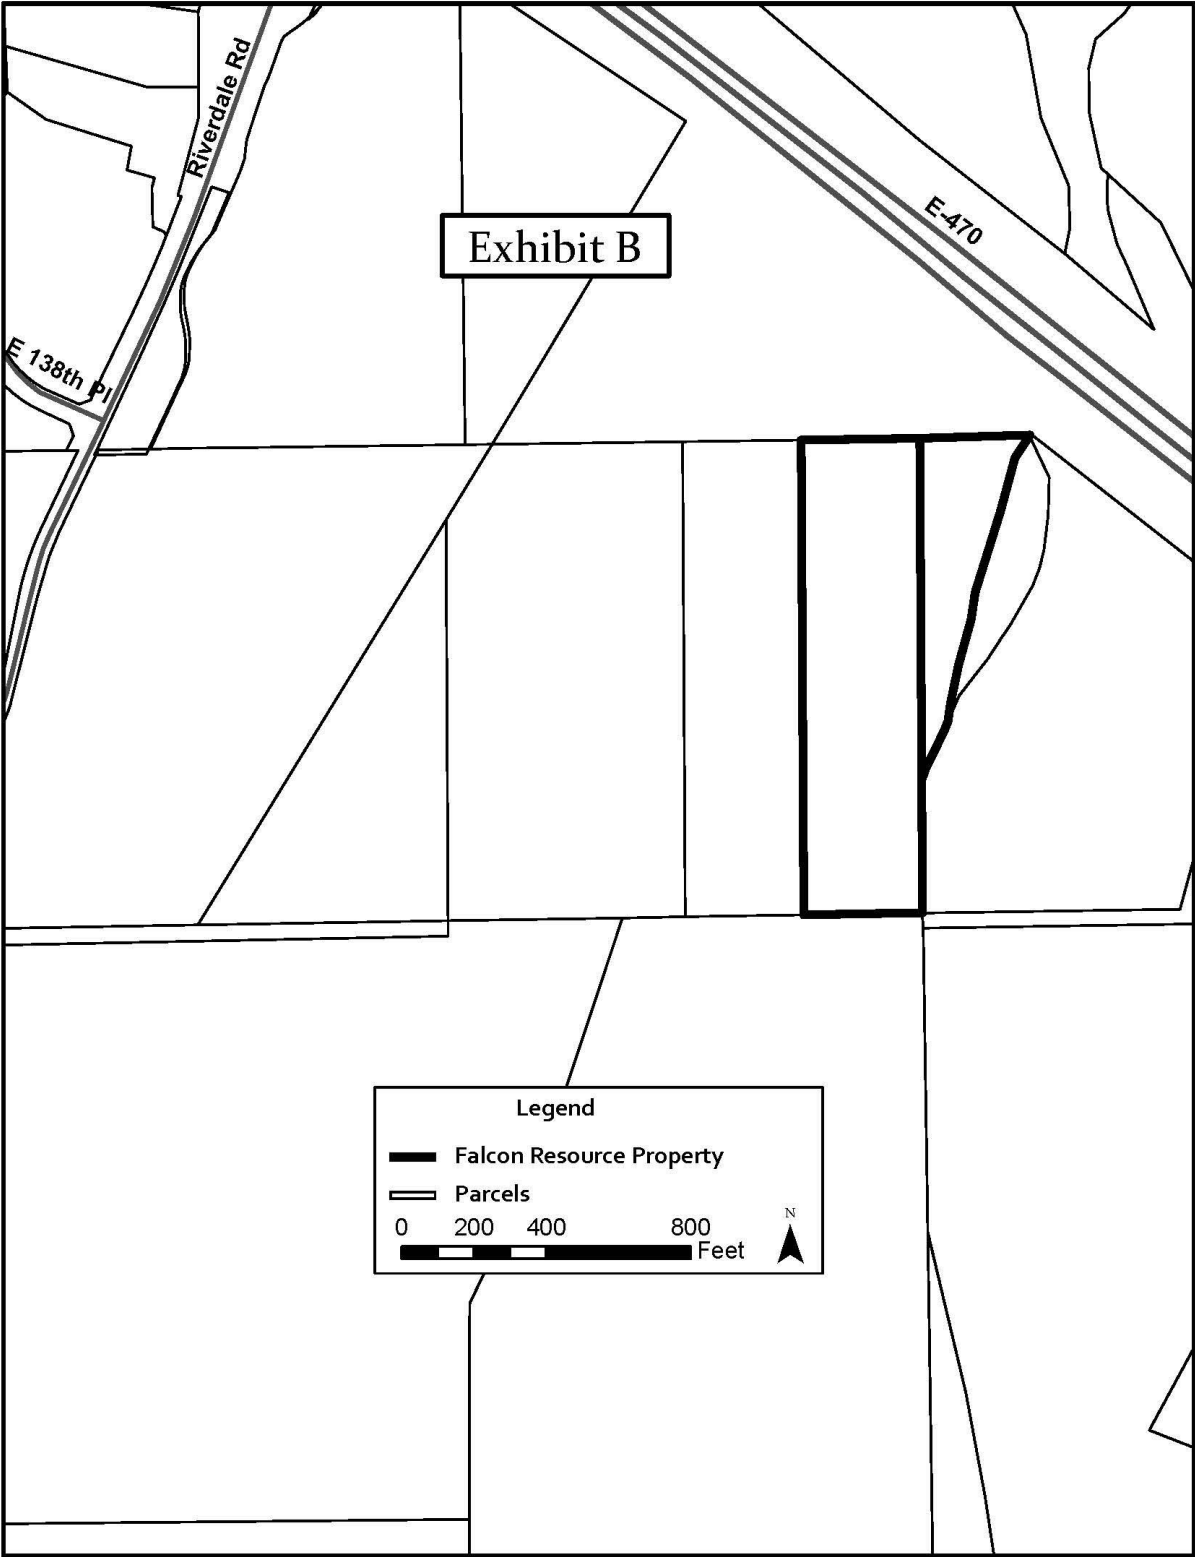 Riverdale Rd
E-470
Exhibit B
E 138th Pl
Legend
Falcon Resource Property
Parcels
0 200 400 800
Feet
N